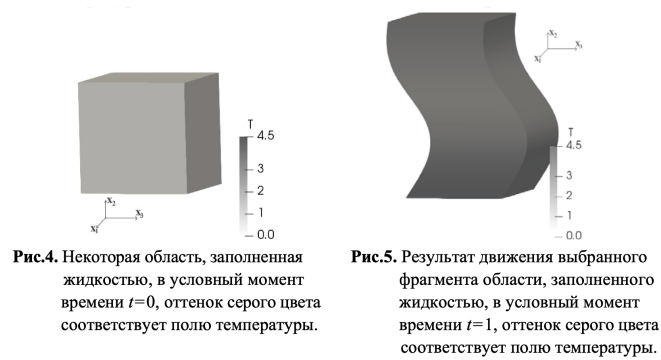 x₂
x₃
x₁
T
4.5
3
2
1
0.0
x₂
x₃
x₁
T
4.5
3
2
1
0.0
Рис.4. Некоторая область, заполненная
жидкостью, в условный момент
времени t=0, оттенок серого цвета
соответствует полю температуры.
Рис.5. Результат движения выбранного
фрагмента области, заполненного
жидкостью, в условный момент
времени t=1, оттенок серого цвета
соответствует полю температуры.